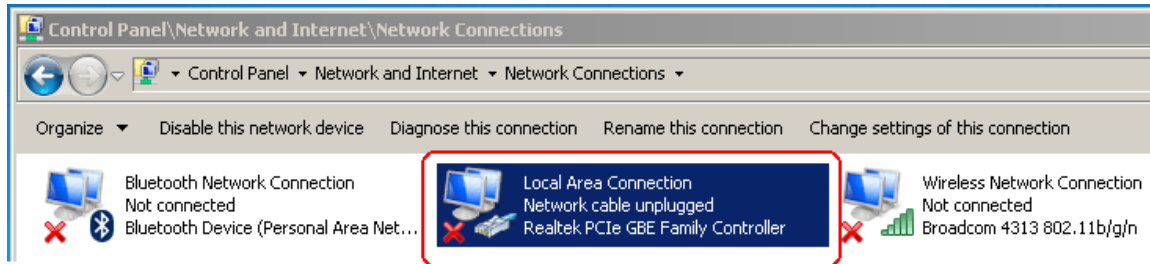 Control Panel\Network and Internet\Network Connections
Control Panel Network and Internet Network Connections
Organize Disable this network device Diagnose this connection Rename this connection Change settings of this connection
Bluetooth Network Connection
Not connected
Bluetooth Device (Personal Area Net...
Local Area Connection
Network cable unplugged
Realtek PCIe GBE Family Controller
Wireless Network Connection
Not connected
Broadcom 4313 802.11b/g/n